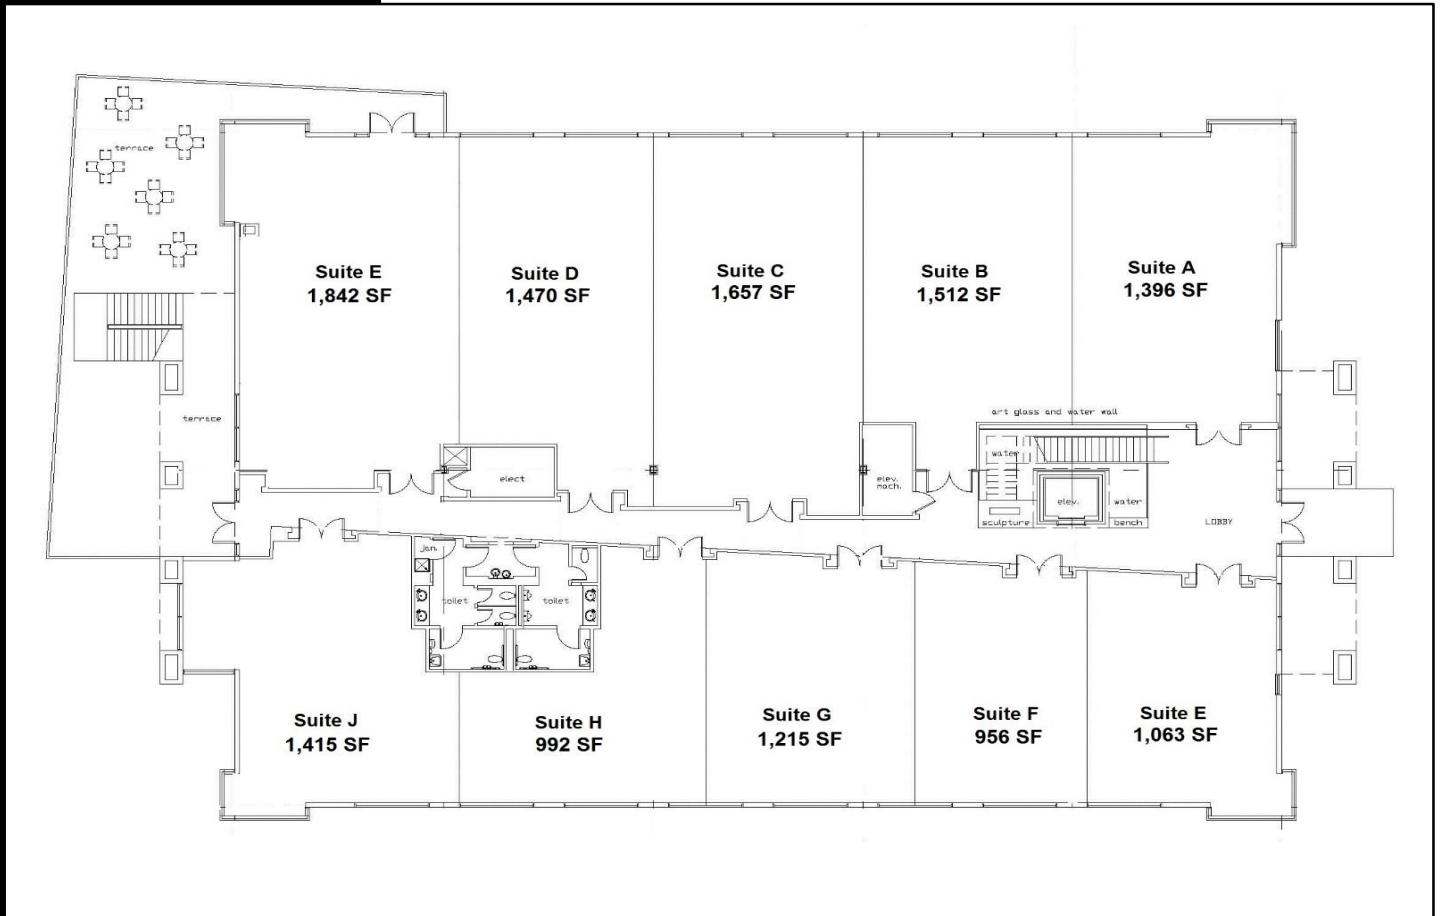 terrace
Suite E
1,842 SF
Suite D
1,470 SF
Suite C
1,657 SF
Suite B
1,512 SF
Suite A
1,396 SF
terrace
art glass and water wall
water
elect
elev.
mach.
elev.
water
sculpture
bench
LOBBY
jan.
toilet
toilet
Suite J
1,415 SF
Suite H
992 SF
Suite G
1,215 SF
Suite F
956 SF
Suite E
1,063 SF